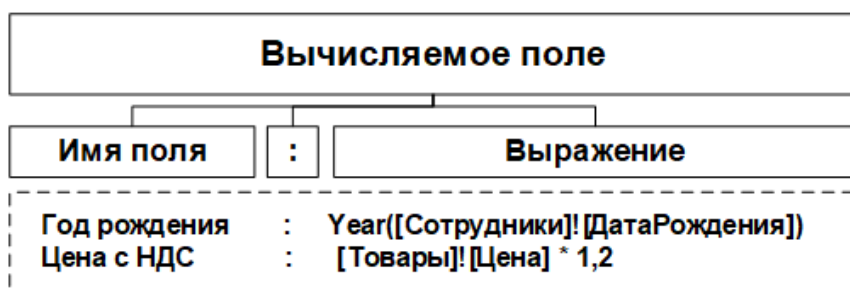 Вычисляемое поле
Имя поля : Выражение
Год рождения : Year([Сотрудники]![ДатаРождения])
Цена с НДС : [Товары]![Цена] * 1,2